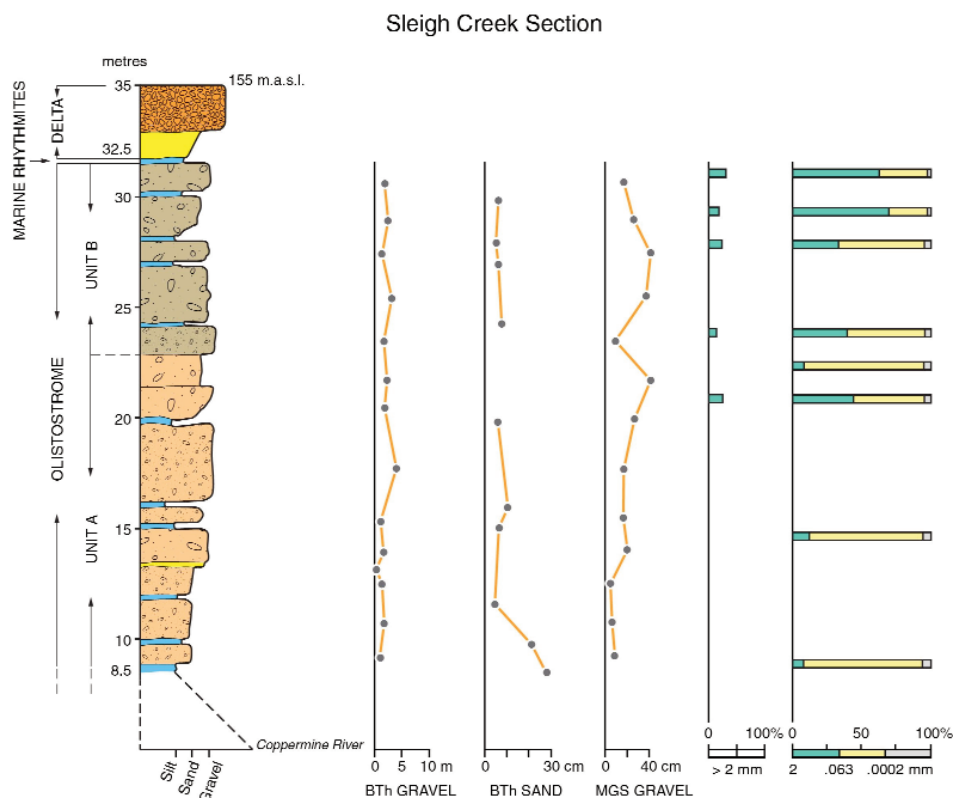 Sleigh Creek Section
metres
35
155 m.a.s.l.
MARINE RHYTHMITES
DELTA
32.5
30
UNIT B
25
OLISTOSTROME
20
15
UNIT A
10
8.5
Coppermine River
Silt
Sand
Gravel
0 5 10 m
BTh GRAVEL
0 30 cm
BTh SAND
0 40 cm
MGS GRAVEL
0 100%
> 2 mm
0 50 100%
2 .063 .0002 mm